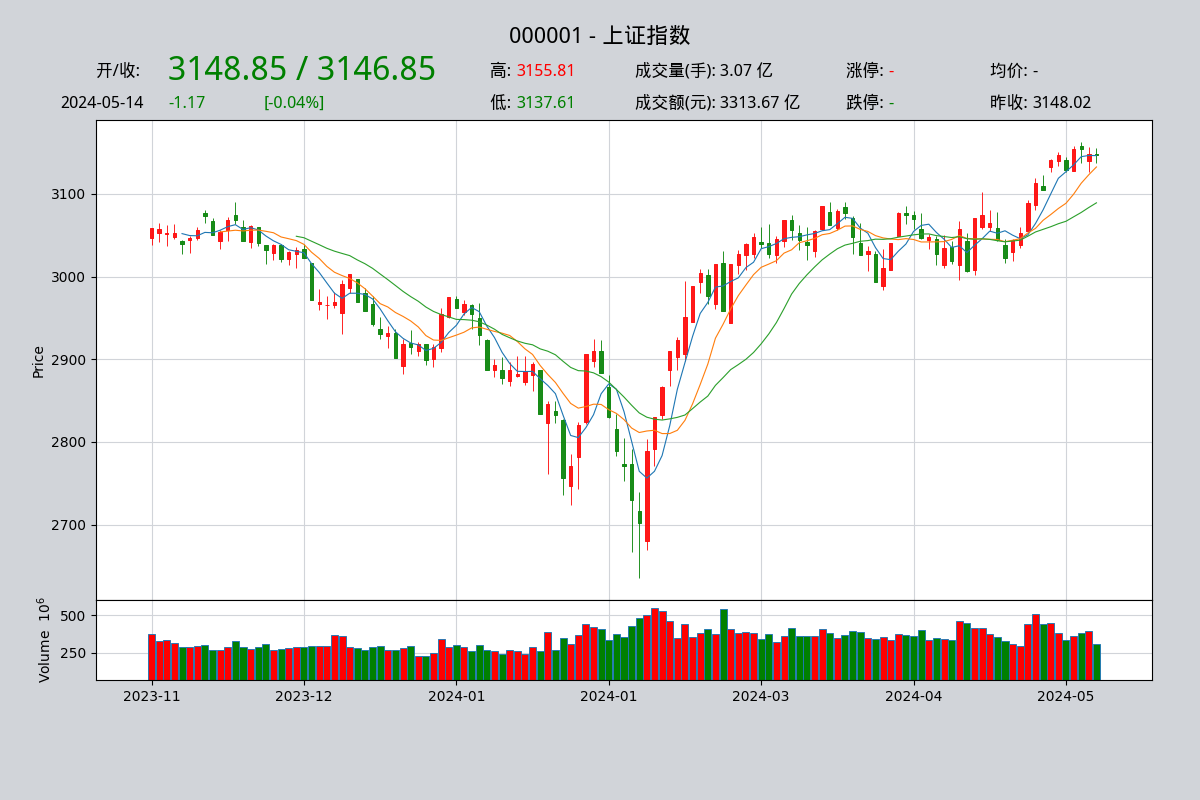 000001 - 上证指数
开/收: 3148.85 / 3146.85 高: 3155.81 成交量(手): 3.07 亿 涨停: - 均价: -
2024-05-14 -1.17 [-0.04%] 低: 3137.61 成交额(元): 3313.67 亿 跌停: - 昨收: 3148.02
3100
3000
2900
2800
2700
Price
500
250
Volume 10^6
2023-11 2023-12 2024-01 2024-01 2024-03 2024-04 2024-05